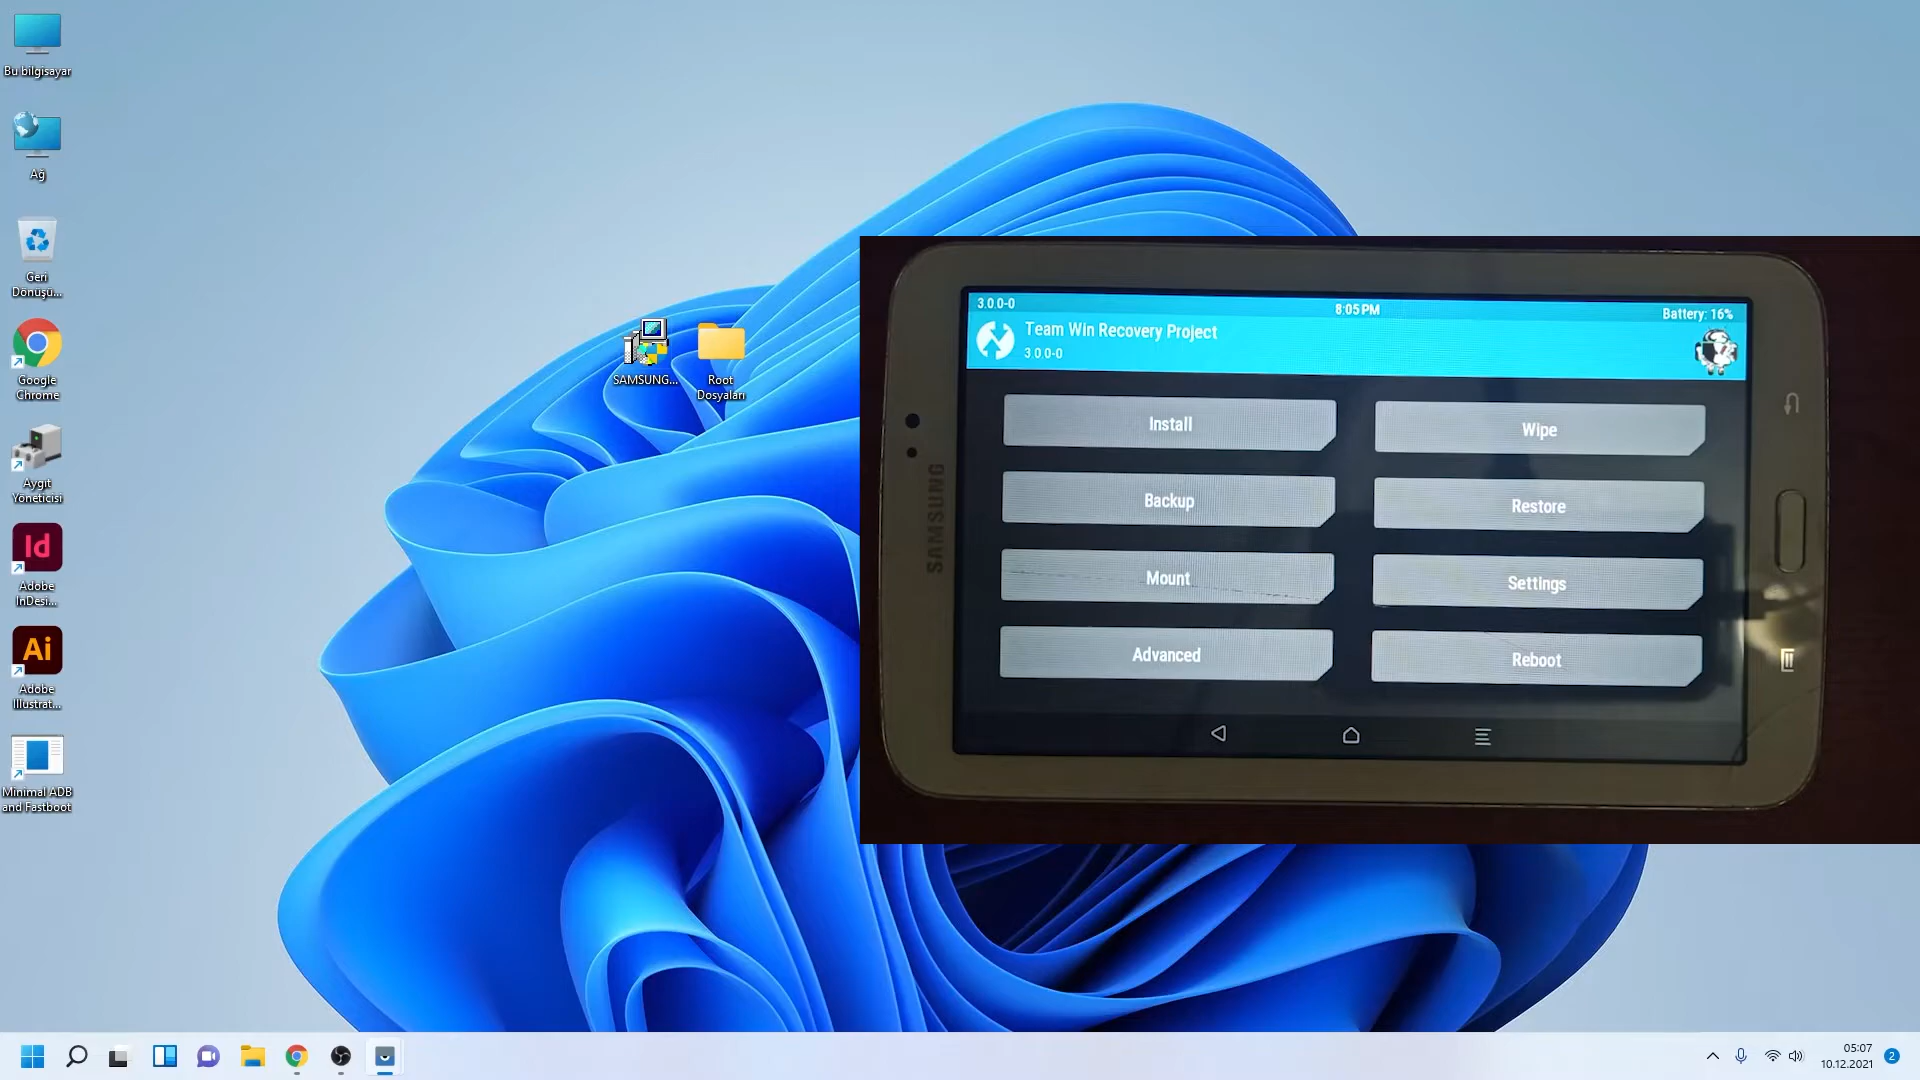 Bu bilgisayar
Ağ
Geri
Dönüşü...
Google
Chrome
Aygıt
Yöneticisi
Id
Adobe
InDesi...
Ai
Adobe
Illustrat...
Minimal ADB
and Fastboot
SAMSUNG...
Root
Dosyaları
3.0.0-0
8:05 PM
Battery: 16%
Team Win Recovery Project
3.0.0-0
Install
Wipe
Backup
Restore
Mount
Settings
Advanced
Reboot
SAMSUNG
05:07
10.12.2021
2